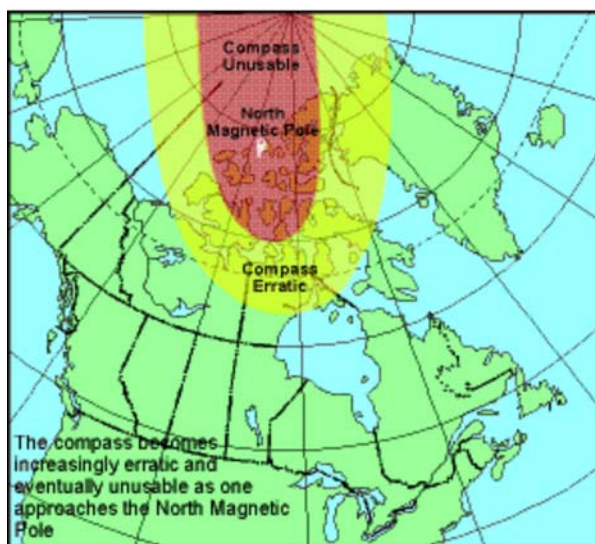 Compass
Unusable
North
Magnetic Pole
Compass
Erratic
The compass becomes
increasingly erratic and
eventually unusable as one
approaches the North Magnetic
Pole